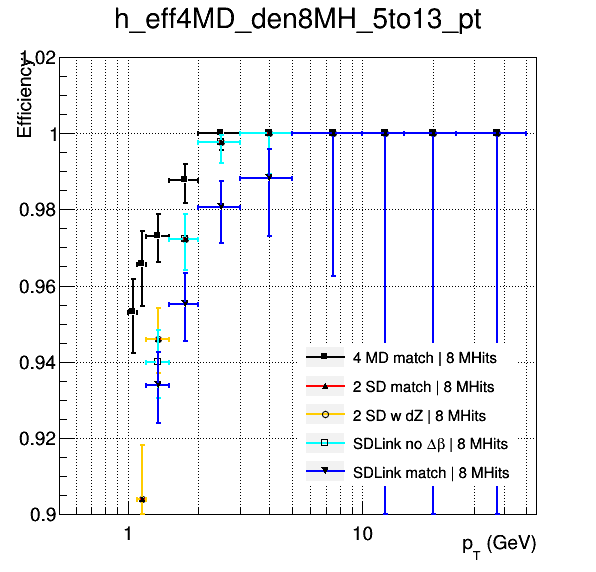 h_eff4MD_den8MH_5to13_pt
Efficiency
1.02
1
0.98
0.96
0.94
0.92
0.9
4 MD match | 8 MHits
2 SD match | 8 MHits
2 SD w dZ | 8 MHits
SDLink no Δβ | 8 MHits
SDLink match | 8 MHits
1
10
p_T (GeV)